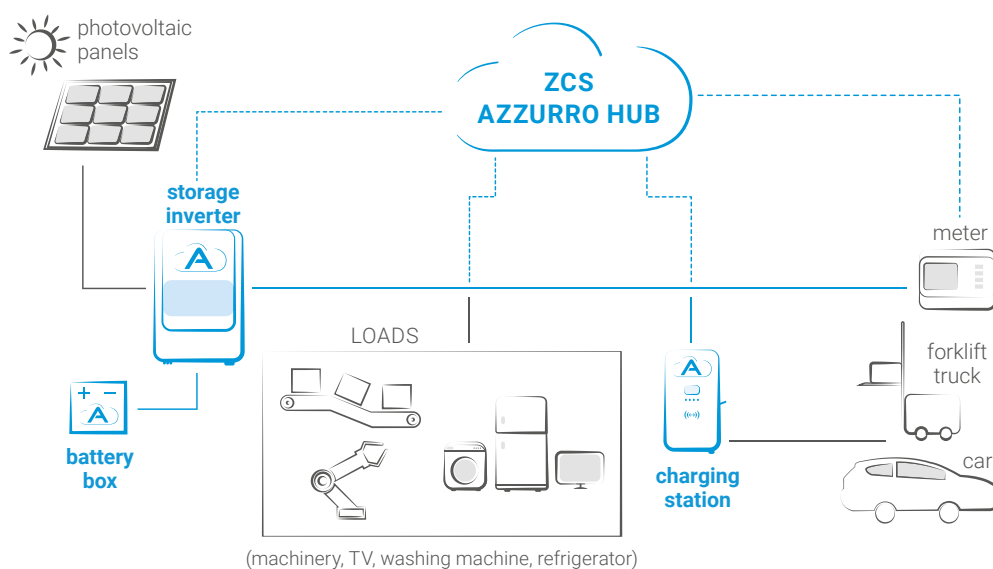 photovoltaic
panels
ZCS
AZZURRO HUB
storage
inverter
A
meter
LOADS
A
forklift
truck
+ −
A
battery
box
charging
station
car
(machinery, TV, washing machine, refrigerator)